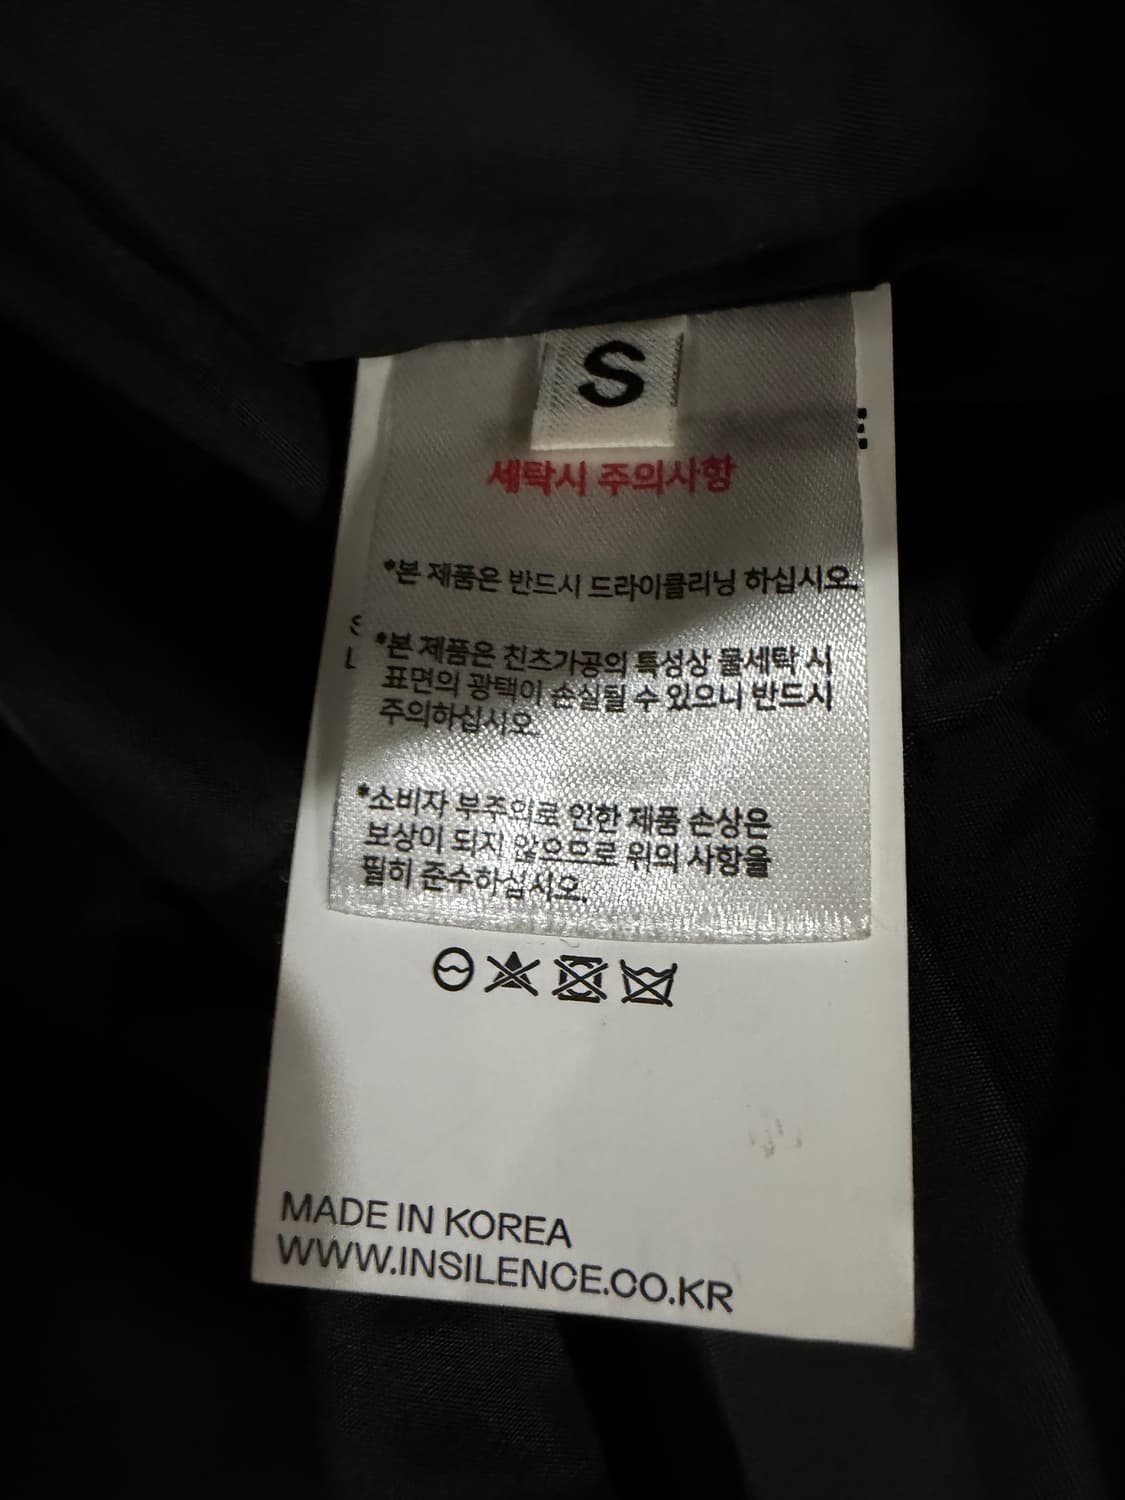 S
세탁시 주의사항
*본 제품은 반드시 드라이클리닝 하십시오.
*본 제품은 친츠가공의 특성상 물세탁 시
표면의 광택이 손실될 수 있으니 반드시
주의하십시오.
*소비자 부주의로 인한 제품 손상은
보상이 되지 않으므로 위의 사항을
필히 준수하십시오.
MADE IN KOREA
WWW.INSILENCE.CO.KR